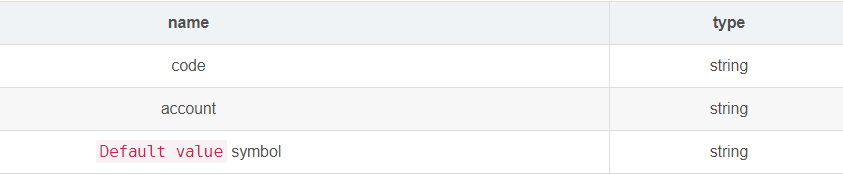 name type
code string
account string
Default value symbol string